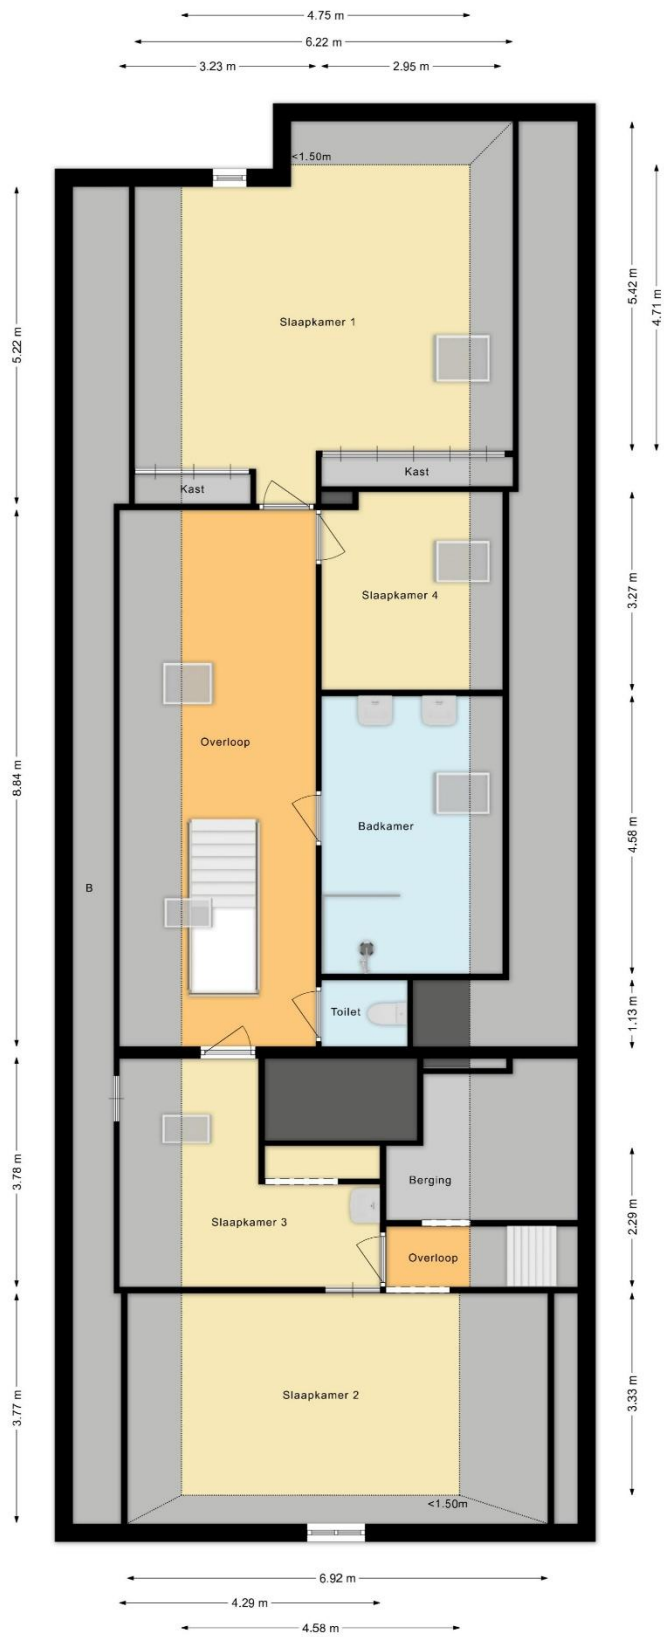 4.75 m
6.22 m
3.23 m
2.95 m
<1.50m
5.22 m
5.42 m
4.71 m
Slaapkamer 1
Kast
Kast
3.27 m
Slaapkamer 4
8.84 m
Overloop
4.58 m
Badkamer
B
1.13 m
Toilet
3.78 m
2.29 m
Berging
Slaapkamer 3
Overloop
3.77 m
3.33 m
Slaapkamer 2
<1.50m
6.92 m
4.29 m
4.58 m